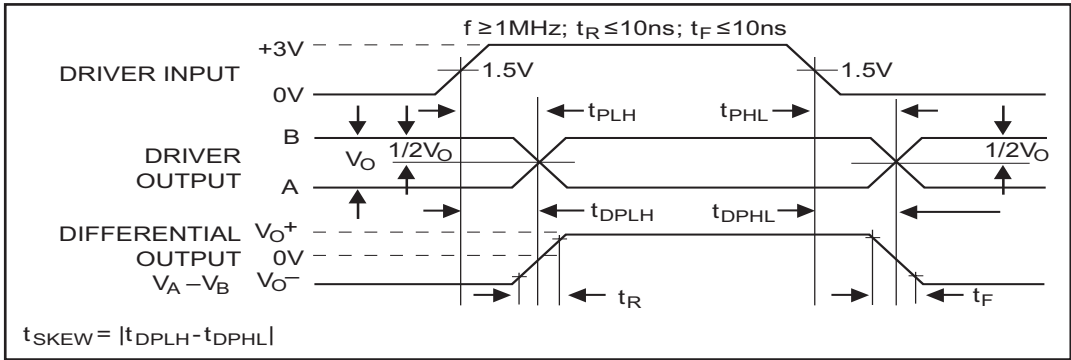 f ≥1MHz; tR ≤10ns; tF ≤10ns
+3V
DRIVER INPUT
1.5V
1.5V
0V
tPLH
tPHL
B
DRIVER
OUTPUT
VO
1/2VO
1/2VO
A
tDPLH
tDPHL
DIFFERENTIAL
OUTPUT
VA –VB
VO+
0V
VO–
tR
tF
tSKEW = |tDPLH - tDPHL|